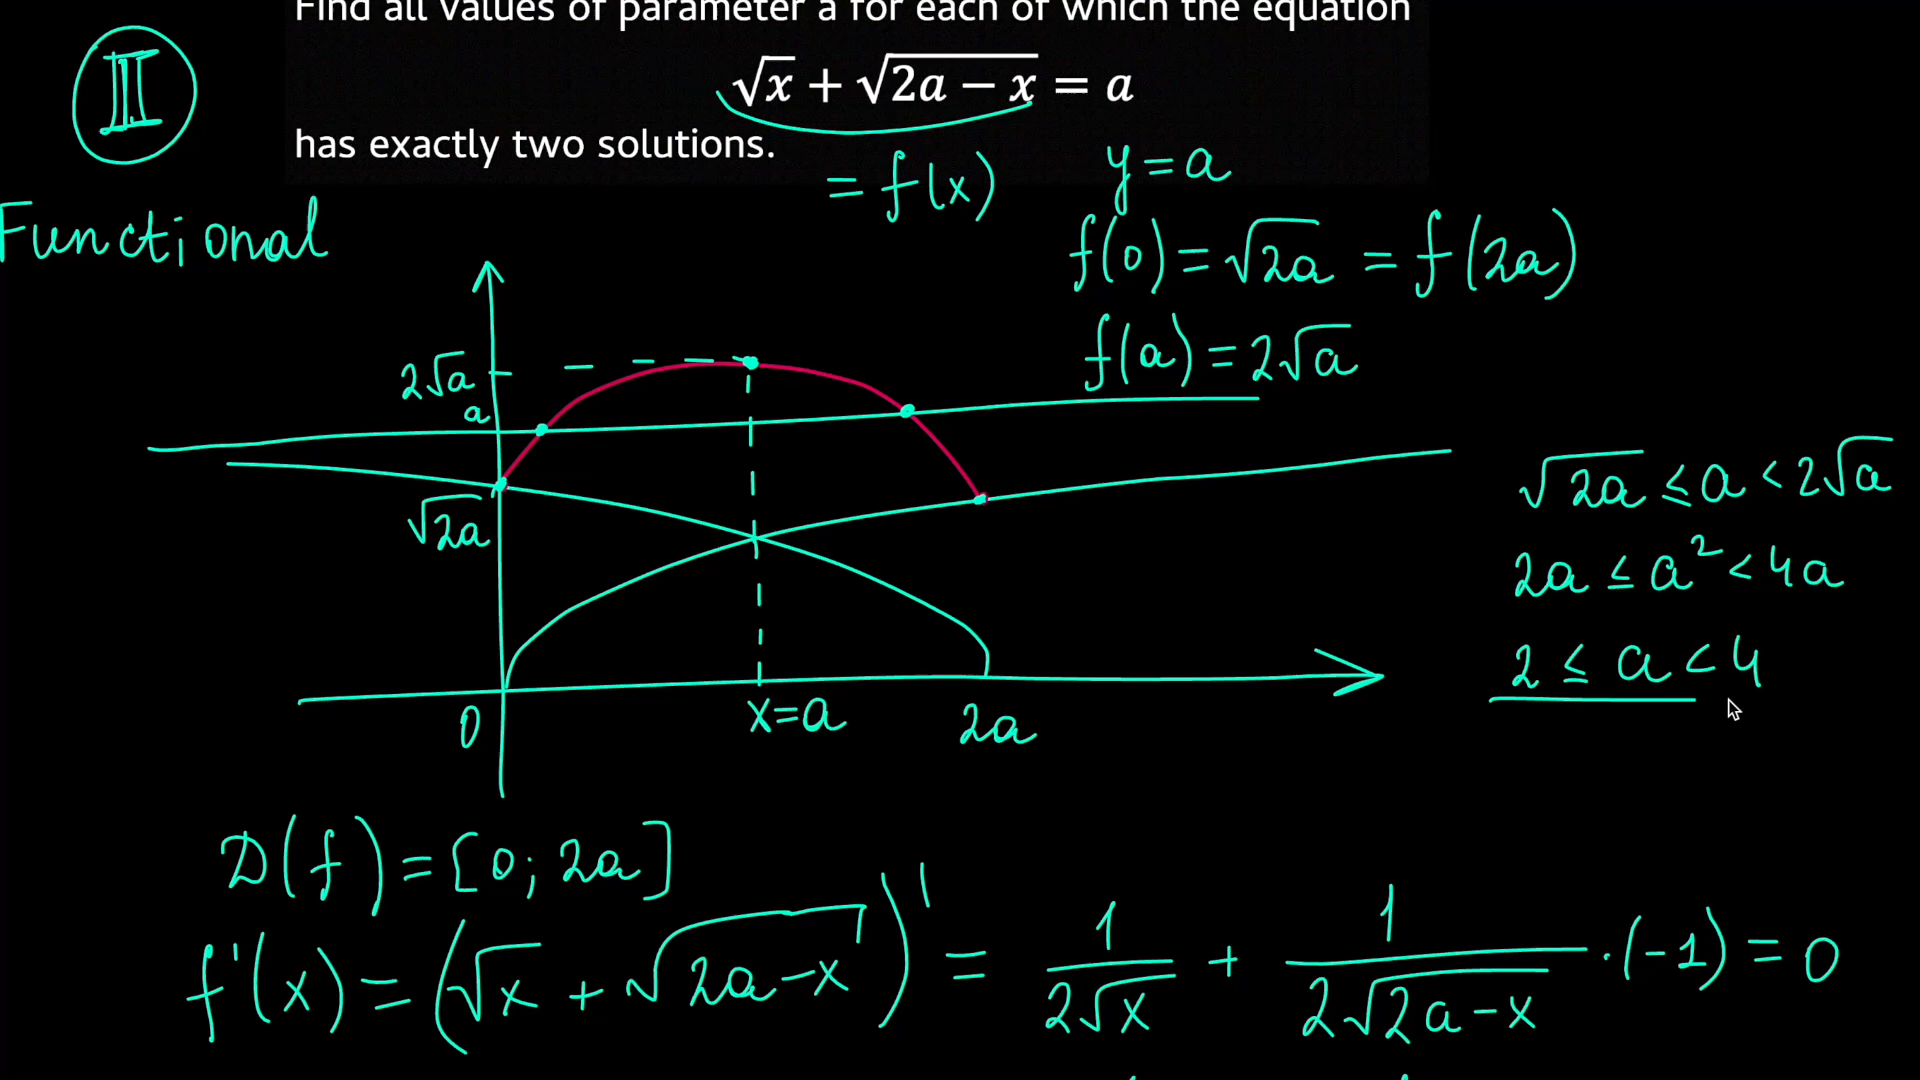 Find all values of parameter a for each of which the equation
√x + √(2a − x) = a
has exactly two solutions.
III
Functional
= f(x)
y = a
f(0) = √2a = f(2a)
f(a) = 2√a
2√a
a
√2a
0
x=a
2a
√2a ≤ a < 2√a
2a ≤ a² < 4a
2 ≤ a < 4
D(f) = [0; 2a]
f'(x) = (√x + √(2a−x))' = 1/(2√x) + 1/(2√(2a−x)) · (−1) = 0